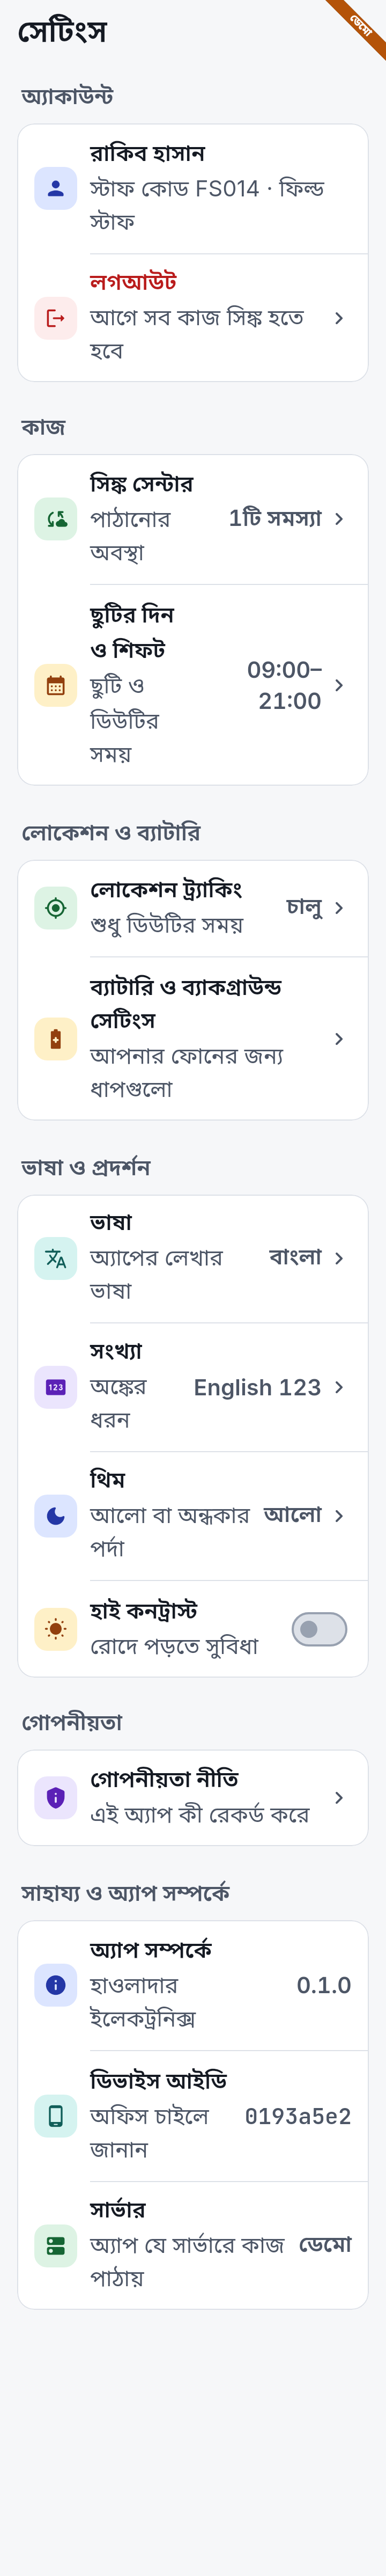 সেটিংস
ডেমো
অ্যাকাউন্ট
রাকিব হাসান
স্টাফ কোড FS014 · ফিল্ড
স্টাফ
লগআউট
আগে সব কাজ সিঙ্ক হতে
হবে
কাজ
সিঙ্ক সেন্টার
পাঠানোর
অবস্থা
1টি সমস্যা
ছুটির দিন
ও শিফট
ছুটি ও
ডিউটির
সময়
09:00–
21:00
লোকেশন ও ব্যাটারি
লোকেশন ট্র্যাকিং
শুধু ডিউটির সময়
চালু
ব্যাটারি ও ব্যাকগ্রাউন্ড
সেটিংস
আপনার ফোনের জন্য
ধাপগুলো
ভাষা ও প্রদর্শন
ভাষা
অ্যাপের লেখার
ভাষা
বাংলা
সংখ্যা
অঙ্কের
ধরন
English 123
থিম
আলো বা অন্ধকার
পর্দা
আলো
হাই কনট্রাস্ট
রোদে পড়তে সুবিধা
গোপনীয়তা
গোপনীয়তা নীতি
এই অ্যাপ কী রেকর্ড করে
সাহায্য ও অ্যাপ সম্পর্কে
অ্যাপ সম্পর্কে
হাওলাদার
ইলেকট্রনিক্স
0.1.0
ডিভাইস আইডি
অফিস চাইলে
জানান
0193a5e2
সার্ভার
অ্যাপ যে সার্ভারে কাজ
পাঠায়
ডেমো